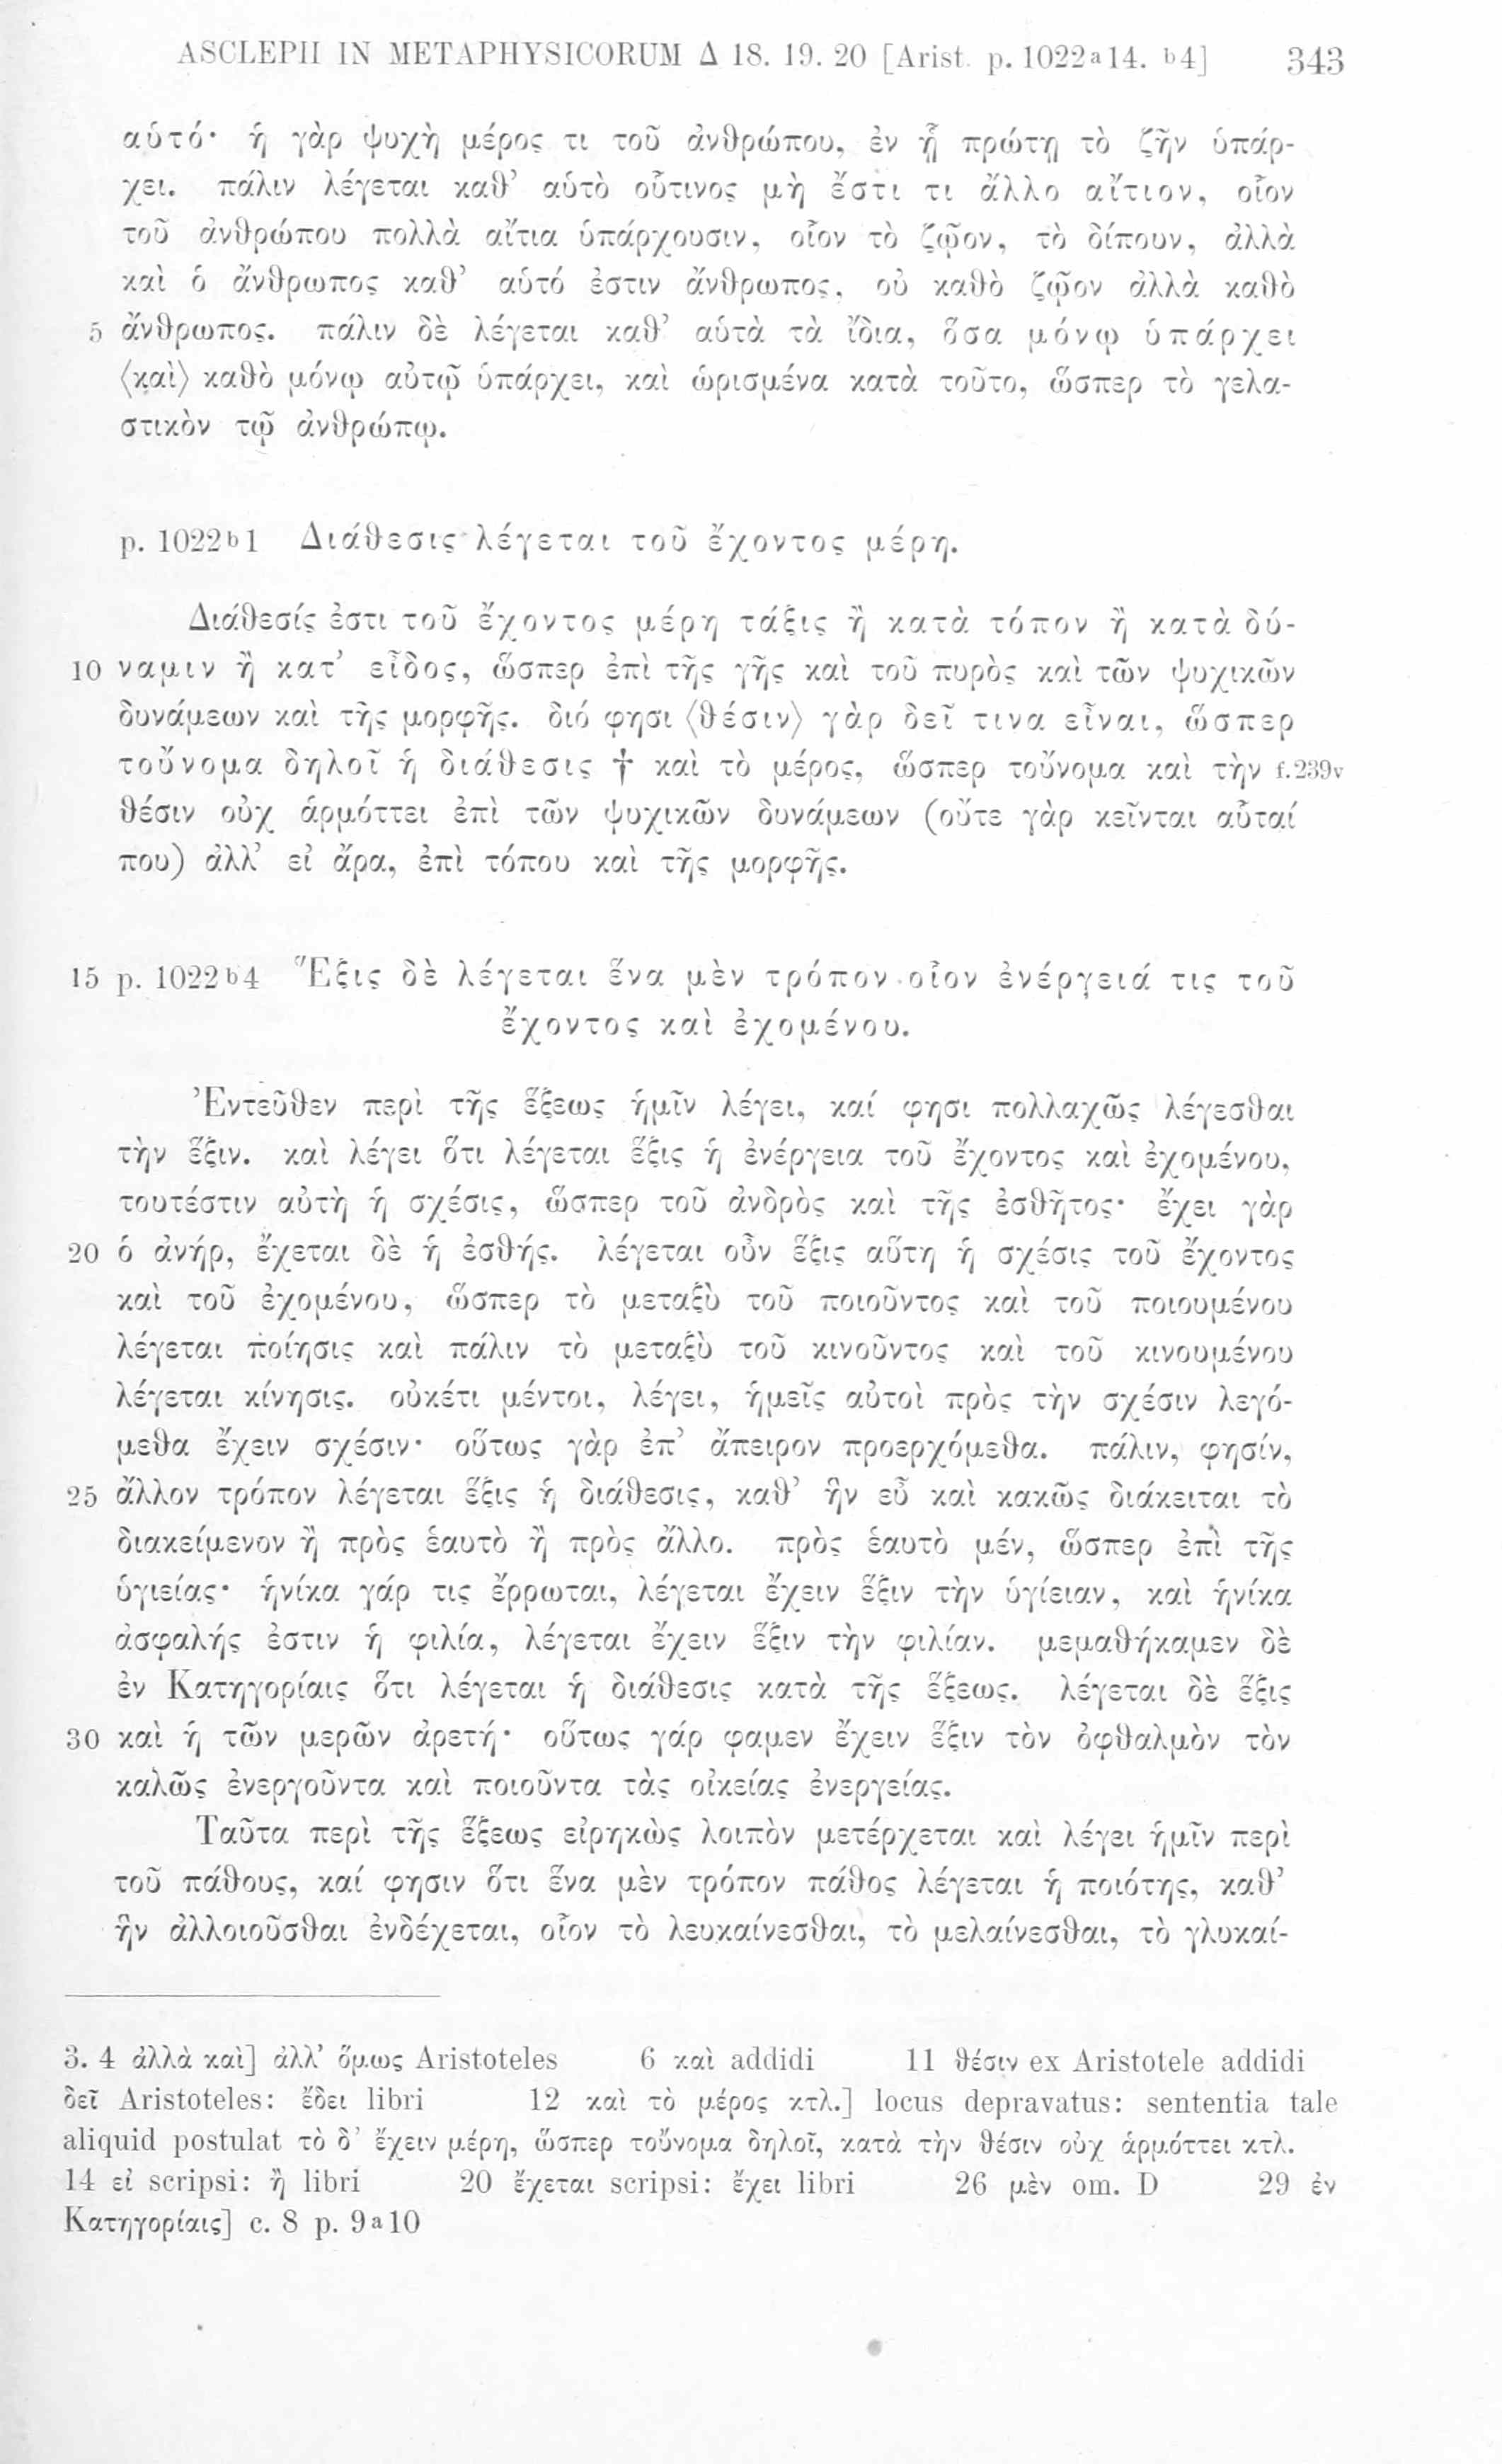 ASCLEPII IN METAPHYSICORUM Δ 18. 19. 20 [Arist. p. 1022ᵃ14. ᵇ4] 343
αὑτό· ἡ γὰρ ψυχὴ μέρος τι τοῦ ἀνθρώπου, ἐν ᾗ πρώτῃ τὸ ζῆν ὑπάρ-
χει. πάλιν λέγεται καθ’ αὑτὸ οὗτινος μὴ ἔστι τι ἄλλο αἴτιον, οἷον
τοῦ ἀνθρώπου πολλὰ αἴτια ὑπάρχουσιν, οἷον τὸ ζῷον, τὸ δίπουν, ἀλλὰ
καὶ ὁ ἄνθρωπος καθ’ αὑτό ἐστιν ἄνθρωπος, οὐ καθὸ ζῷον ἀλλὰ καθὸ
5 ἄνθρωπος. πάλιν δὲ λέγεται καθ’ αὑτὰ τὰ ἴδια, ὅσα μόνῳ ὑπάρχει
⟨καὶ⟩ καθὸ μόνῳ αὐτῷ ὑπάρχει, καὶ ὡρισμένα κατὰ τοῦτο, ὥσπερ τὸ γελα-
στικὸν τῷ ἀνθρώπῳ.
p. 1022ᵇ1 Διάθεσις λέγεται τοῦ ἔχοντος μέρη.
Διάθεσίς ἐστι τοῦ ἔχοντος μέρη τάξις ἢ κατὰ τόπον ἢ κατὰ δύ-
10 ναμιν ἢ κατ’ εἶδος, ὥσπερ ἐπὶ τῆς γῆς καὶ τοῦ πυρὸς καὶ τῶν ψυχικῶν
δυνάμεων καὶ τῆς μορφῆς. διό φησι ⟨θέσιν⟩ γὰρ δεῖ τινα εἶναι, ὥσπερ
τοὔνομα δηλοῖ ἡ διάθεσις † καὶ τὸ μέρος, ὥσπερ τοὔνομα καὶ τὴν f.239v
θέσιν οὐχ ἁρμόττει ἐπὶ τῶν ψυχικῶν δυνάμεων (οὔτε γὰρ κεῖνται αὗταί
που) ἀλλ’ εἰ ἄρα, ἐπὶ τόπου καὶ τῆς μορφῆς.
15 p. 1022ᵇ4 Ἕξις δὲ λέγεται ἕνα μὲν τρόπον οἷον ἐνέργειά τις τοῦ
ἔχοντος καὶ ἐχομένου.
Ἐντεῦθεν περὶ τῆς ἕξεως ἡμῖν λέγει, καί φησι πολλαχῶς λέγεσθαι
τὴν ἕξιν. καὶ λέγει ὅτι λέγεται ἕξις ἡ ἐνέργεια τοῦ ἔχοντος καὶ ἐχομένου,
τουτέστιν αὐτὴ ἡ σχέσις, ὥσπερ τοῦ ἀνδρὸς καὶ τῆς ἐσθῆτος· ἔχει γὰρ
20 ὁ ἀνήρ, ἔχεται δὲ ἡ ἐσθής. λέγεται οὖν ἕξις αὕτη ἡ σχέσις τοῦ ἔχοντος
καὶ τοῦ ἐχομένου, ὥσπερ τὸ μεταξὺ τοῦ ποιοῦντος καὶ τοῦ ποιουμένου
λέγεται ποίησις καὶ πάλιν τὸ μεταξὺ τοῦ κινοῦντος καὶ τοῦ κινουμένου
λέγεται κίνησις. οὐκέτι μέντοι, λέγει, ἡμεῖς αὐτοὶ πρὸς τὴν σχέσιν λεγό-
μεθα ἔχειν σχέσιν· οὕτως γὰρ ἐπ’ ἄπειρον προερχόμεθα. πάλιν, φησίν,
25 ἄλλον τρόπον λέγεται ἕξις ἡ διάθεσις, καθ’ ἣν εὖ καὶ κακῶς διάκειται τὸ
διακείμενον ἢ πρὸς ἑαυτὸ ἢ πρὸς ἄλλο. πρὸς ἑαυτὸ μέν, ὥσπερ ἐπὶ τῆς
ὑγιείας· ἡνίκα γάρ τις ἔρρωται, λέγεται ἔχειν ἕξιν τὴν ὑγίειαν, καὶ ἡνίκα
ἀσφαλής ἐστιν ἡ φιλία, λέγεται ἔχειν ἕξιν τὴν φιλίαν. μεμαθήκαμεν δὲ
ἐν Κατηγορίαις ὅτι λέγεται ἡ διάθεσις κατὰ τῆς ἕξεως. λέγεται δὲ ἕξις
30 καὶ ἡ τῶν μερῶν ἀρετή· οὕτως γάρ φαμεν ἔχειν ἕξιν τὸν ὀφθαλμὸν τὸν
καλῶς ἐνεργοῦντα καὶ ποιοῦντα τὰς οἰκείας ἐνεργείας.
Ταῦτα περὶ τῆς ἕξεως εἰρηκὼς λοιπὸν μετέρχεται καὶ λέγει ἡμῖν περὶ
τοῦ πάθους, καί φησιν ὅτι ἕνα μὲν τρόπον πάθος λέγεται ἡ ποιότης, καθ’
ἣν ἀλλοιοῦσθαι ἐνδέχεται, οἷον τὸ λευκαίνεσθαι, τὸ μελαίνεσθαι, τὸ γλυκαί-
3. 4 ἀλλὰ καὶ] ἀλλ’ ὅμως Aristoteles 6 καὶ addidi 11 θέσιν ex Aristotele addidi
δεῖ Aristoteles: ἔδει libri 12 καὶ τὸ μέρος κτλ.] locus depravatus: sententia tale
aliquid postulat τὸ δ’ ἔχειν μέρη, ὥσπερ τοὔνομα δηλοῖ, κατὰ τὴν θέσιν οὐχ ἁρμόττει κτλ.
14 εἰ scripsi: ἢ libri 20 ἔχεται scripsi: ἔχει libri 26 μὲν om. D 29 ἐν
Κατηγορίαις] c. 8 p. 9ᵃ10